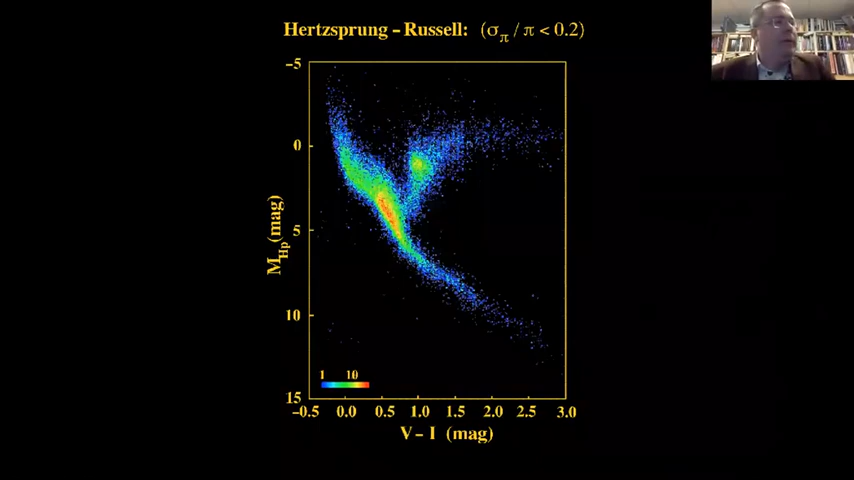 Hertzsprung – Russell: (σπ / π < 0.2)
−5
0
5
10
15
M_Hp (mag)
1 10
−0.5 0.0 0.5 1.0 1.5 2.0 2.5 3.0
V – I (mag)